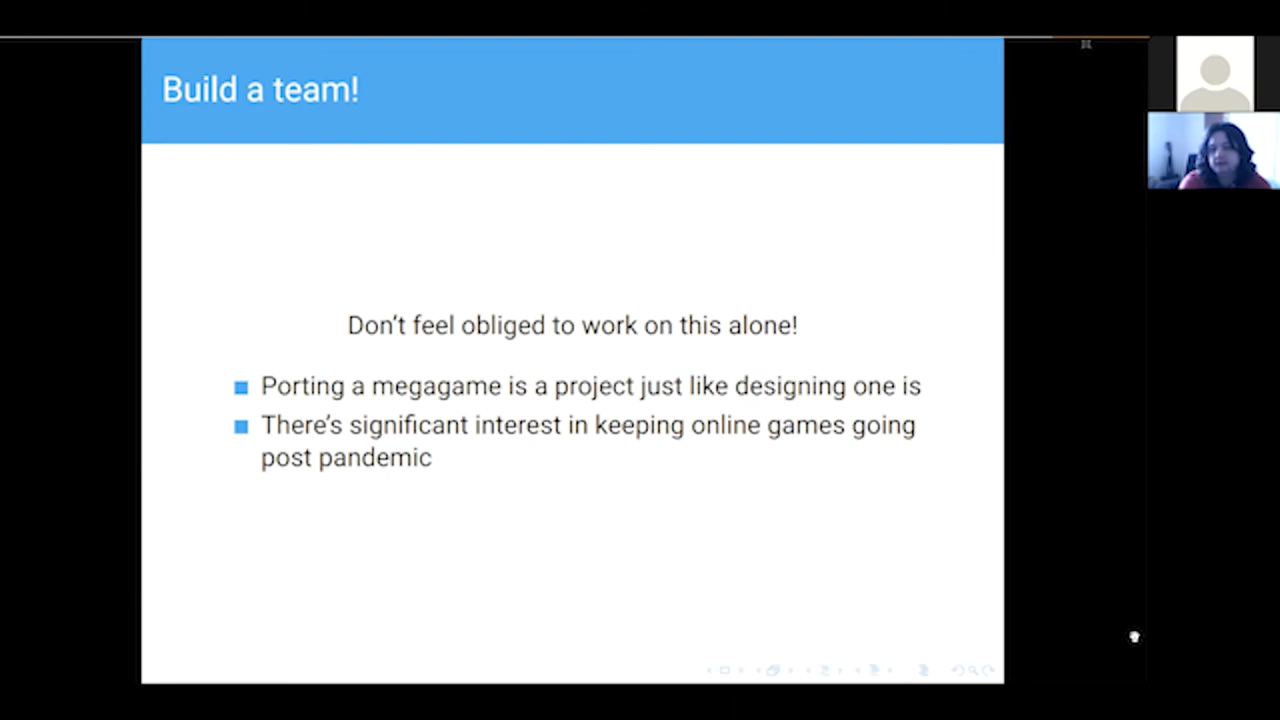 Build a team!
Don't feel obliged to work on this alone!
Porting a megagame is a project just like designing one is
There's significant interest in keeping online games going
post pandemic